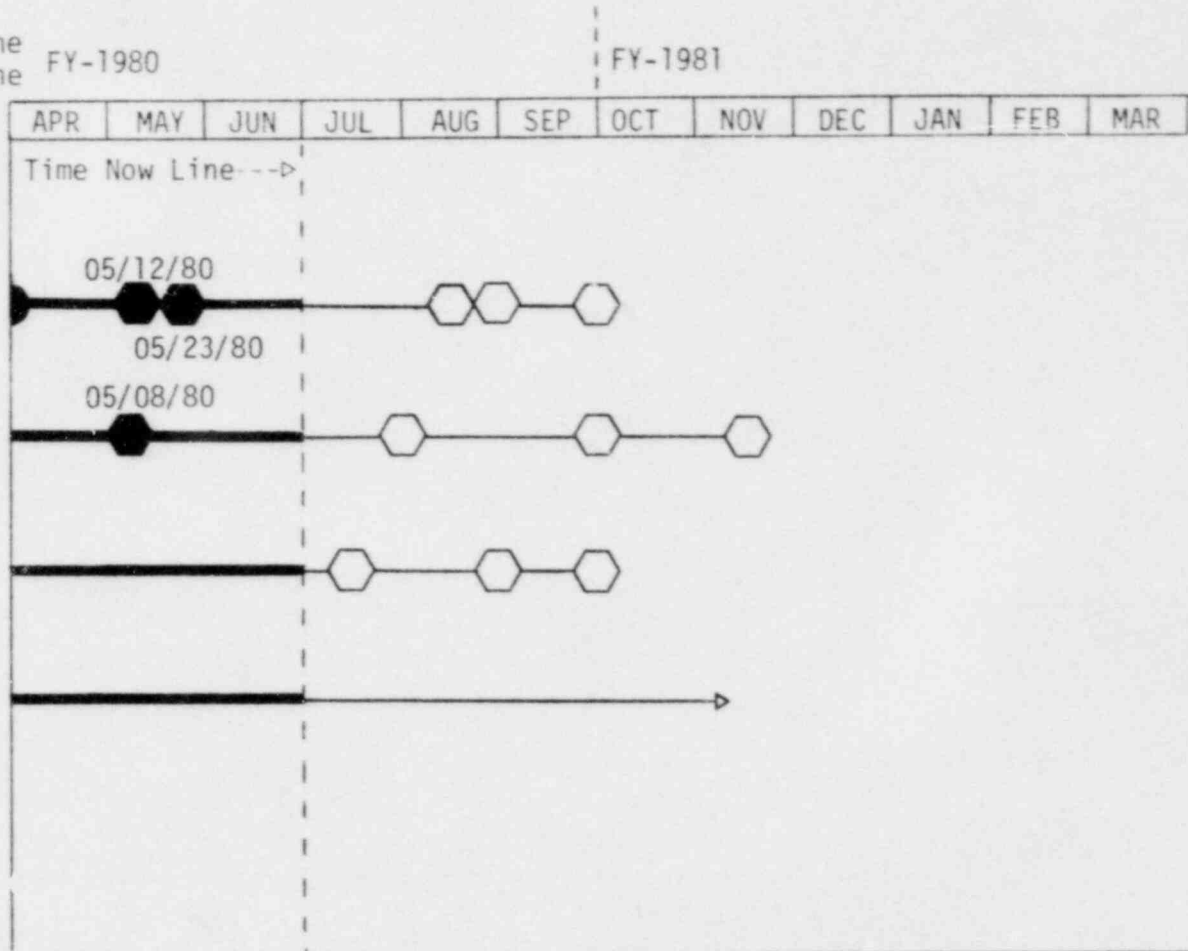 FY-1980
FY-1981
APR MAY JUN JUL AUG SEP OCT NOV DEC JAN FEB MAR
Time Now Line
05/12/80
05/23/80
05/08/80